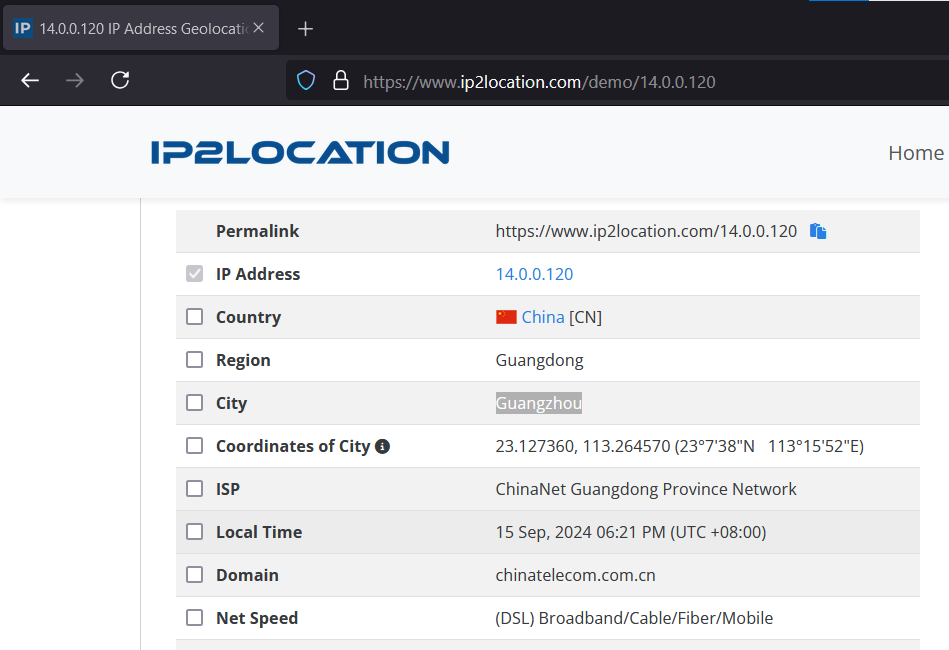 IP 14.0.0.120 IP Address Geolocati
https://www.ip2location.com/demo/14.0.0.120
IP2LOCATION
Home
Permalink https://www.ip2location.com/14.0.0.120
IP Address 14.0.0.120
Country China [CN]
Region Guangdong
City Guangzhou
Coordinates of City 23.127360, 113.264570 (23°7'38"N 113°15'52"E)
ISP ChinaNet Guangdong Province Network
Local Time 15 Sep, 2024 06:21 PM (UTC +08:00)
Domain chinatelecom.com.cn
Net Speed (DSL) Broadband/Cable/Fiber/Mobile